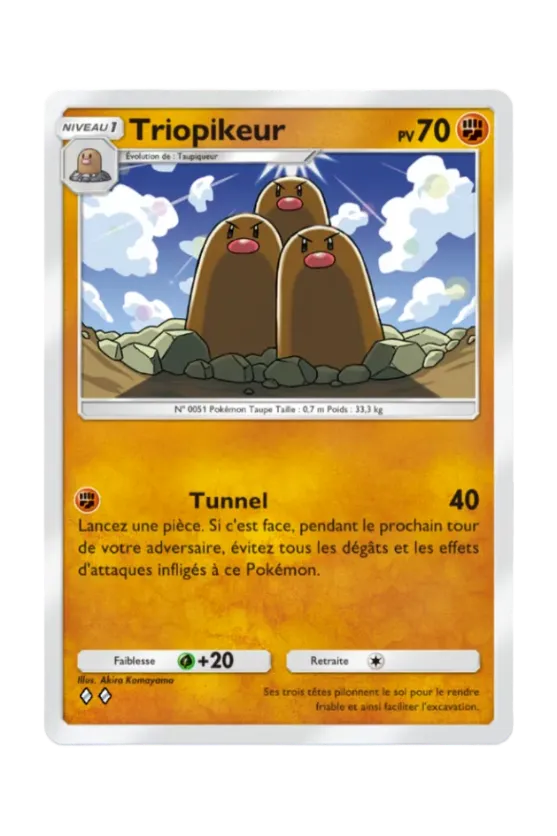 NIVEAU 1 Triopikeur PV 70
Évolution de : Taupiqueur
N° 0051 Pokémon Taupe Taille : 0,7 m Poids : 33,3 kg
Tunnel 40
Lancez une pièce. Si c'est face, pendant le prochain tour
de votre adversaire, évitez tous les dégâts et les effets
d'attaques infligés à ce Pokémon.
Faiblesse +20 Retraite
Illus. Akira Komayama
Ses trois têtes pilonnent le sol pour le rendre
friable et ainsi faciliter l'excavation.